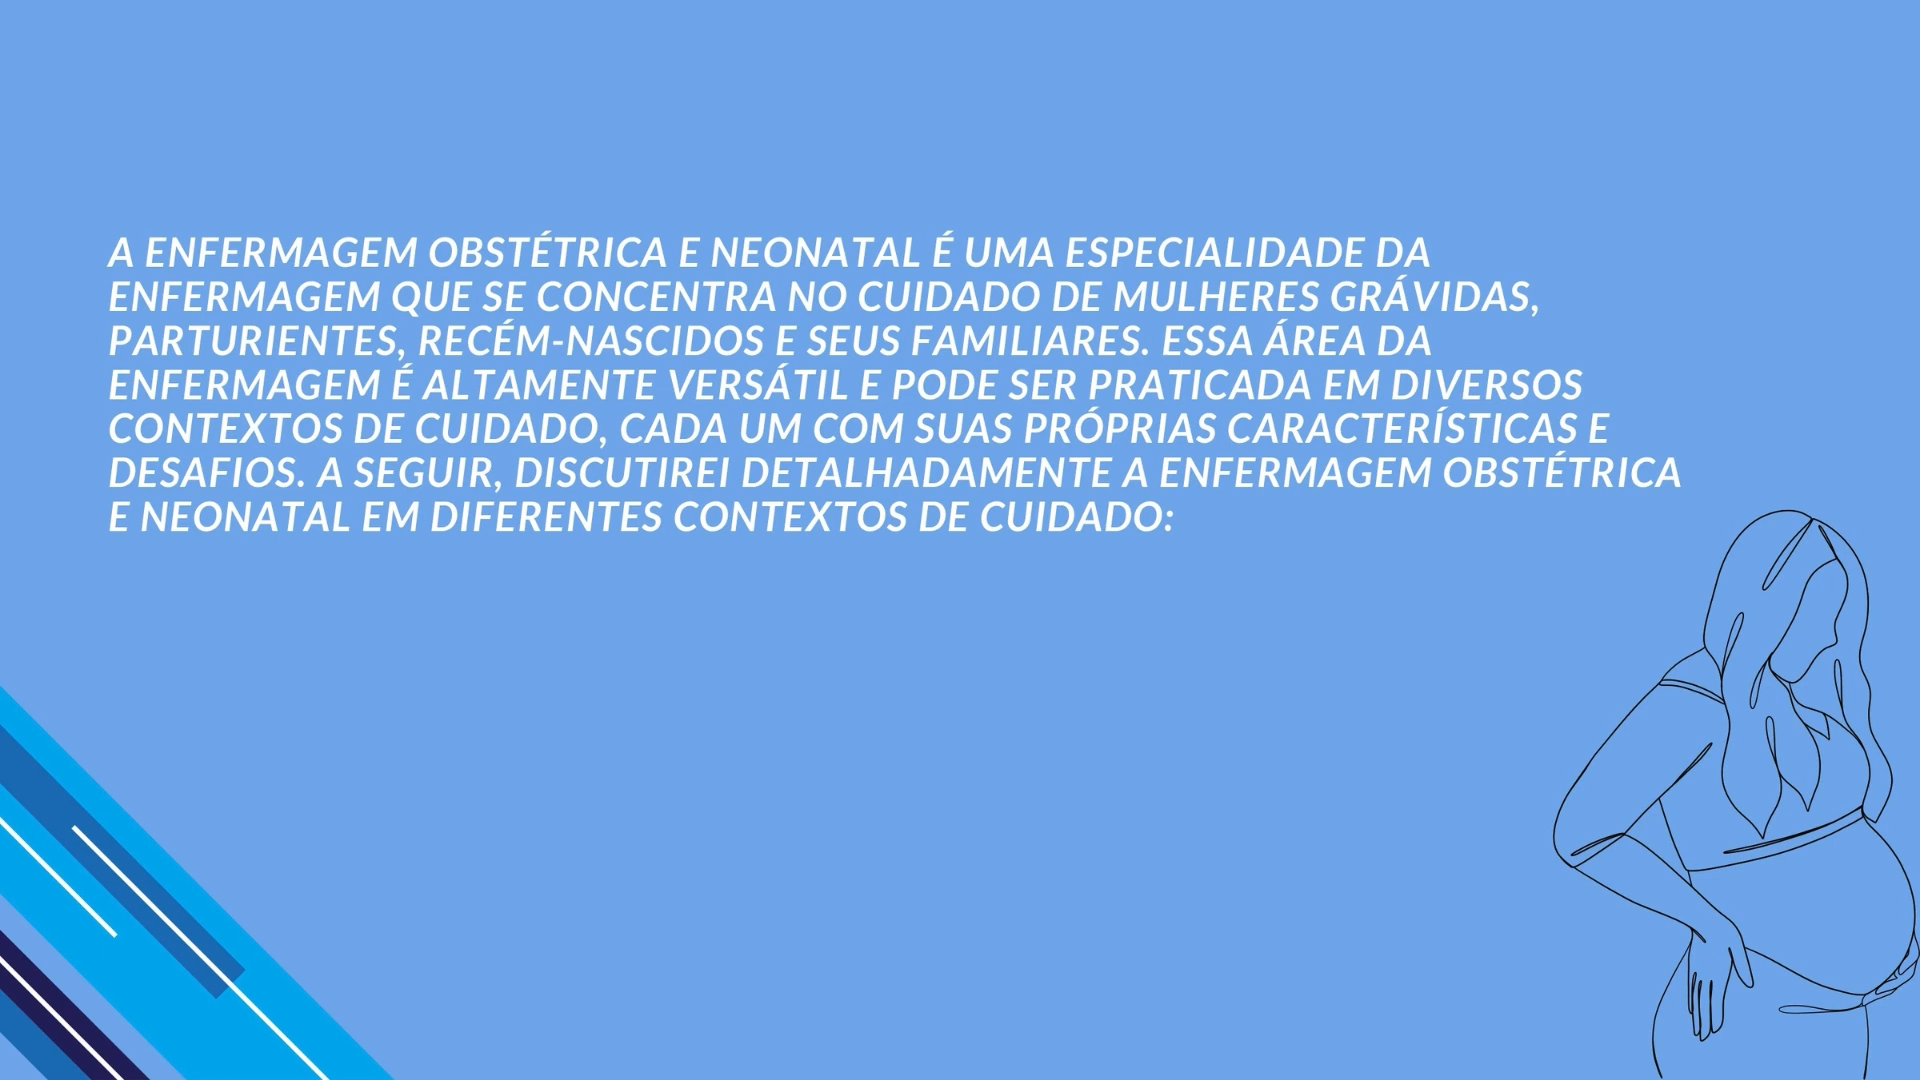 A ENFERMAGEM OBSTÉTRICA E NEONATAL É UMA ESPECIALIDADE DA
ENFERMAGEM QUE SE CONCENTRA NO CUIDADO DE MULHERES GRÁVIDAS,
PARTURIENTES, RECÉM-NASCIDOS E SEUS FAMILIARES. ESSA ÁREA DA
ENFERMAGEM É ALTAMENTE VERSÁTIL E PODE SER PRATICADA EM DIVERSOS
CONTEXTOS DE CUIDADO, CADA UM COM SUAS PRÓPRIAS CARACTERÍSTICAS E
DESAFIOS. A SEGUIR, DISCUTIREI DETALHADAMENTE A ENFERMAGEM OBSTÉTRICA
E NEONATAL EM DIFERENTES CONTEXTOS DE CUIDADO: